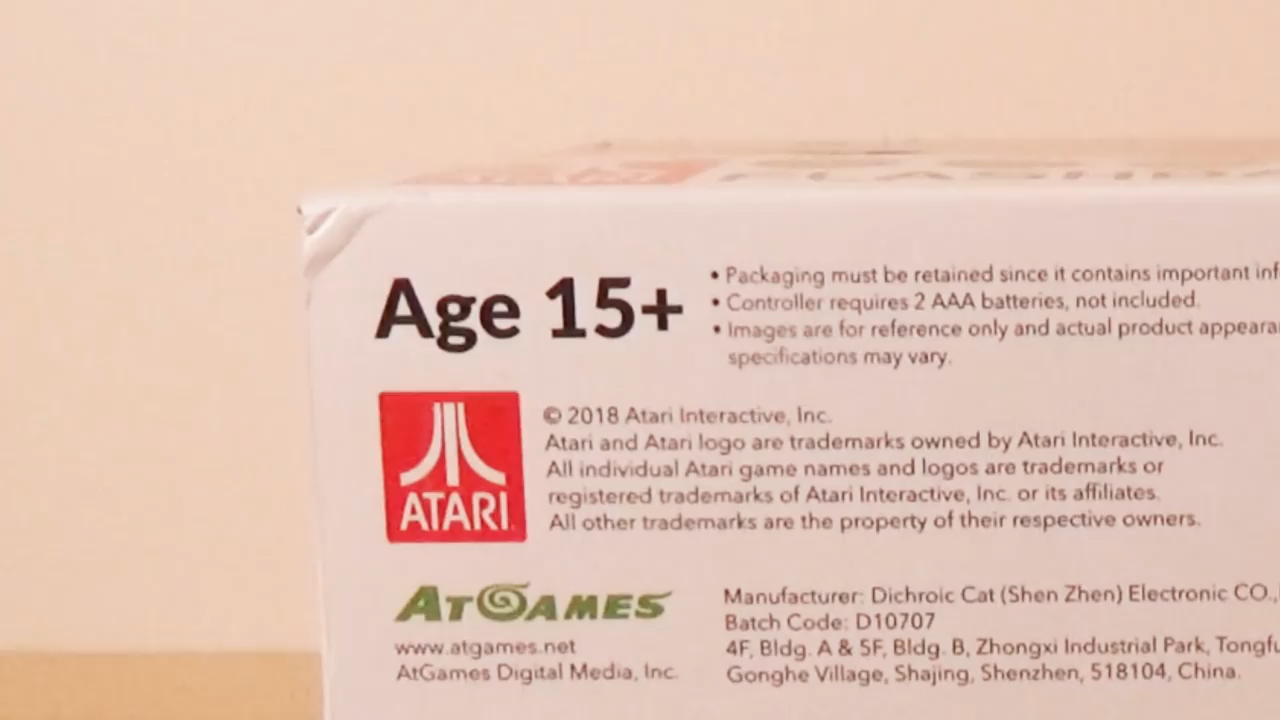 Age 15+
• Packaging must be retained since it contains important
• Controller requires 2 AAA batteries, not included.
• Images are for reference only and actual product
specifications may vary.
ATARI
© 2018 Atari Interactive, Inc.
Atari and Atari logo are trademarks owned by Atari Interactive, Inc.
All individual Atari game names and logos are trademarks or
registered trademarks of Atari Interactive, Inc. or its affiliates.
All other trademarks are the property of their respective owners.
ATGAMES
www.atgames.net
AtGames Digital Media, Inc.
Manufacturer: Dichroic Cat (Shen Zhen) Electronic CO.,
Batch Code: D10707
4F, Bldg. A & 5F, Bldg. B, Zhongxi Industrial Park,
Gonghe Village, Shajing, Shenzhen, 518104, China.